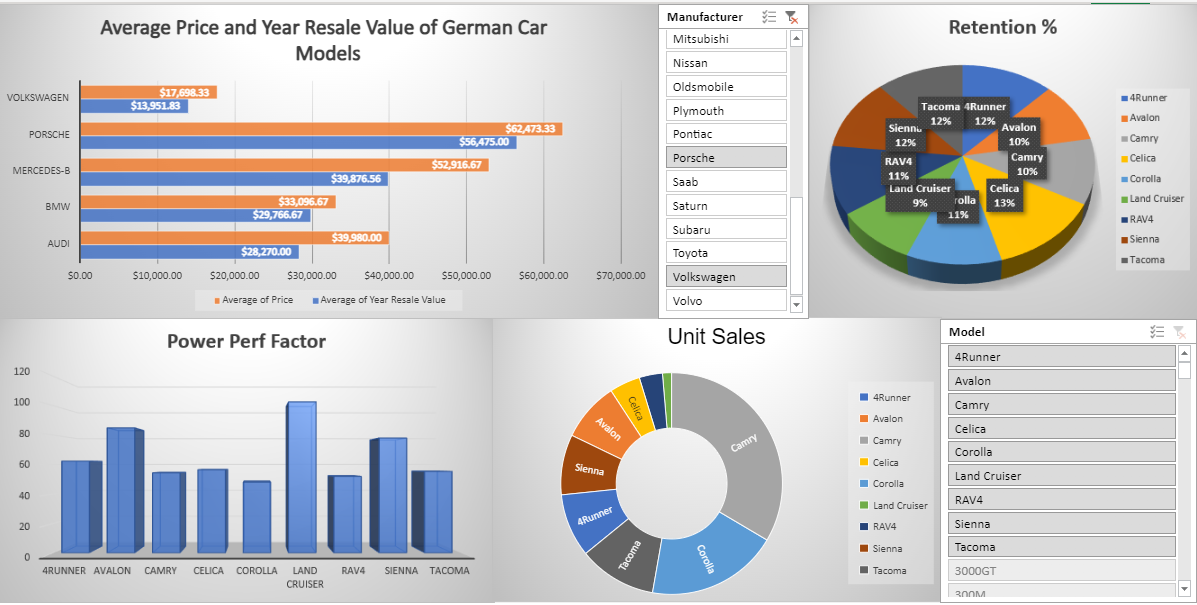 Average Price and Year Resale Value of German Car
Models
VOLKSWAGEN
$17,698.33
$13,951.83
PORSCHE
$62,473.33
$56,475.00
MERCEDES-B
$52,916.67
$39,876.56
BMW
$33,096.67
$29,766.67
AUDI
$39,980.00
$28,270.00
$0.00 $10,000.00 $20,000.00 $30,000.00 $40,000.00 $50,000.00 $60,000.00 $70,000.00
Average of Price Average of Year Resale Value
Manufacturer
Mitsubishi
Nissan
Oldsmobile
Plymouth
Pontiac
Porsche
Saab
Saturn
Subaru
Toyota
Volkswagen
Volvo
Retention %
Tacoma
12%
4Runner
12%
Avalon
10%
Camry
10%
Celica
13%
rolla
11%
Land Cruiser
9%
RAV4
11%
Sienna
12%
4Runner
Avalon
Camry
Celica
Corolla
Land Cruiser
RAV4
Sienna
Tacoma
Power Perf Factor
120
100
80
60
40
20
0
4RUNNER AVALON CAMRY CELICA COROLLA LAND CRUISER RAV4 SIENNA TACOMA
Unit Sales
Camry
Corolla
Tacoma
4Runner
Sienna
Avalon
Celica
4Runner
Avalon
Camry
Celica
Corolla
Land Cruiser
RAV4
Sienna
Tacoma
Model
4Runner
Avalon
Camry
Celica
Corolla
Land Cruiser
RAV4
Sienna
Tacoma
3000GT
300M